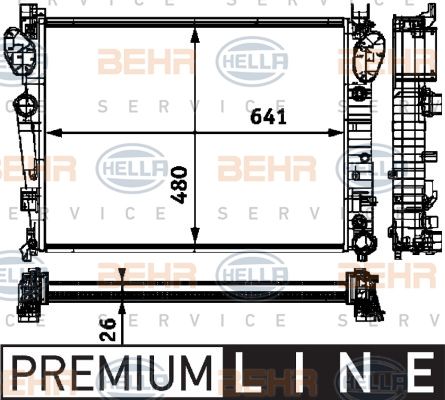 BEHR HELLA BEHR HELLA
SERVICE SERVICE
641
480
BEHR HELLA BEHR HELLA BEHR
SERVICE SERVICE
BEHR HELLA BEHR HELLA
SERVICE SERVICE
26
PREMIUM LINE